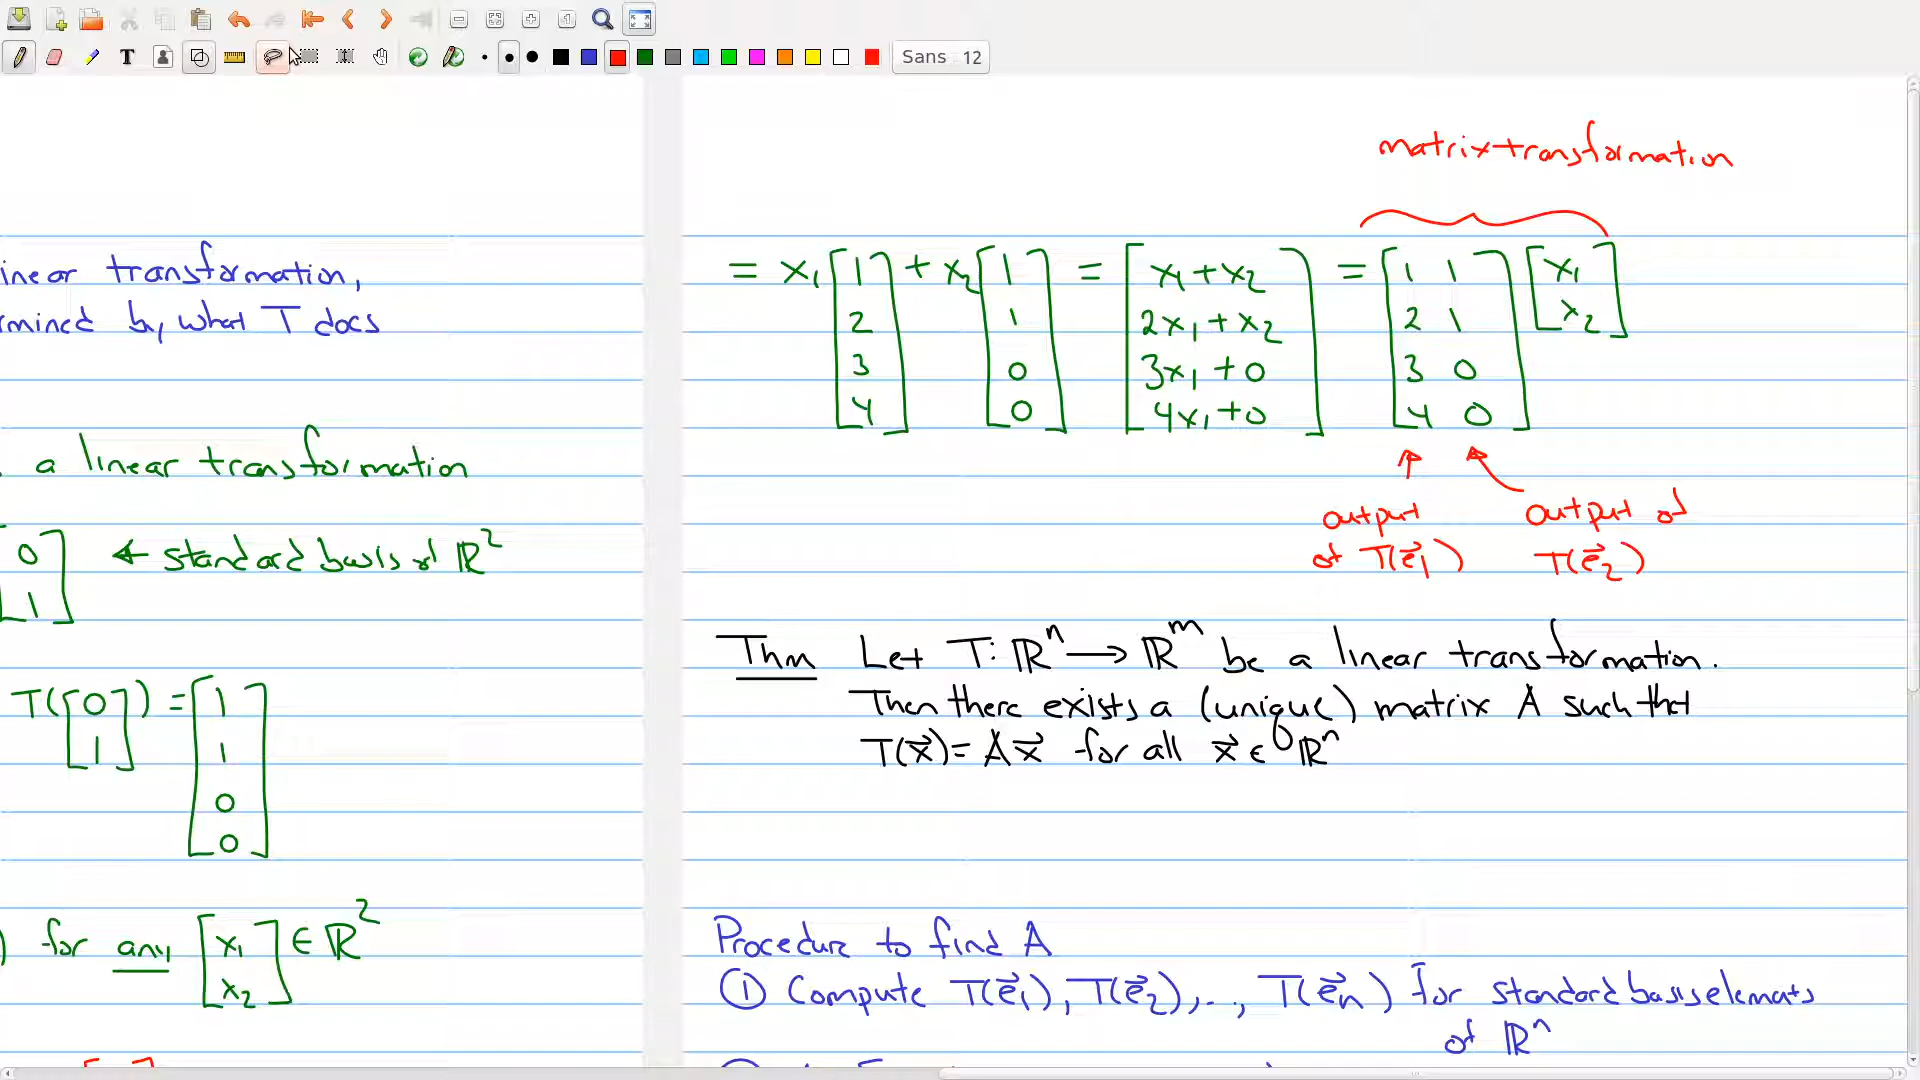 Sans 12
inear transformation,
rmined by what T does
a linear transformation
[0 1] ← standard basis of ℝ²
T([0 1]) = [1 1 0 0]
) for any [x₁ x₂] ∈ ℝ²
matrix transformation
= x₁[1 2 3 4] + x₂[1 1 0 0] = [x₁+x₂ 2x₁+x₂ 3x₁+0 4x₁+0] = [1 1 2 1 3 0 4 0][x₁ x₂]
output of T(e⃗₁)
output of T(e⃗₂)
Thm Let T: ℝⁿ → ℝᵐ be a linear transformation.
Then there exists a (unique) matrix A such that
T(x⃗) = Ax⃗ for all x⃗ ∈ ℝⁿ
Procedure to find A
① Compute T(e⃗₁), T(e⃗₂), .., T(e⃗n) for standard basis elements
of ℝⁿ